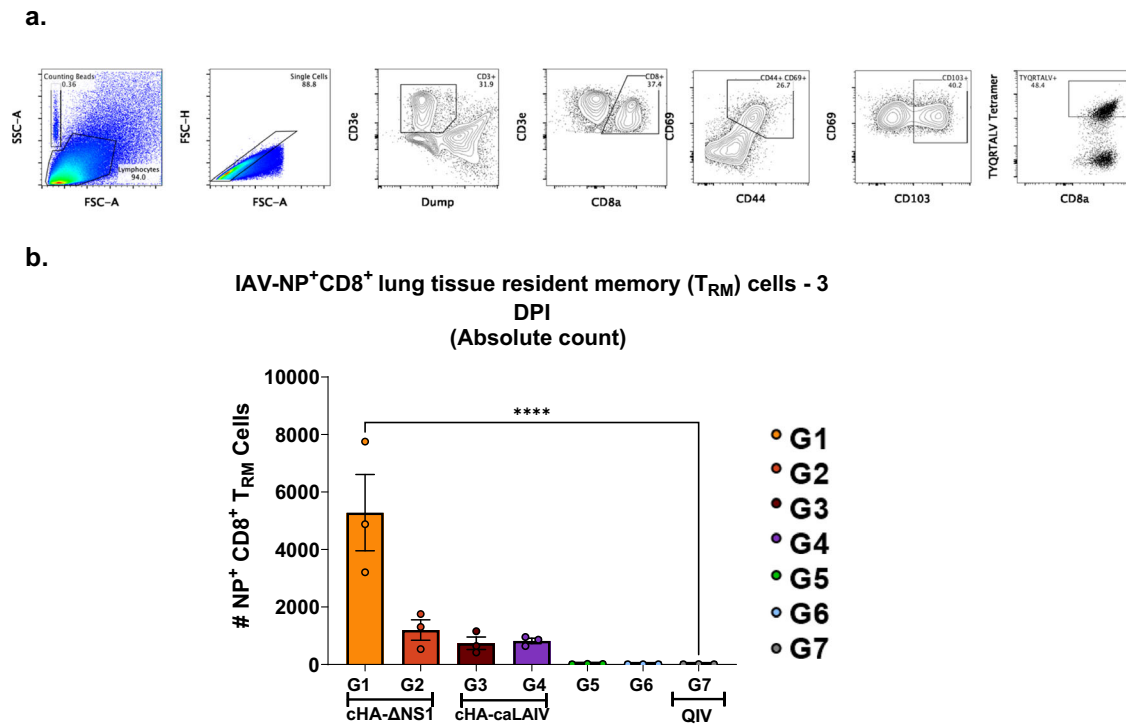 a.
Counting Beads
0.36
Lymphocytes
94.0
SSC-A
FSC-A
Single Cells
88.8
FSC-H
FSC-A
CD3+
31.9
CD3e
Dump
CD8+
37.4
CD3e
CD8a
CD44+ CD69+
26.7
CD69
CD44
CD103+
40.2
CD69
CD103
TYQRTALV+
48.4
TYQRTALV Tetramer
CD8a
b.
IAV-NP⁺CD8⁺ lung tissue resident memory (T_RM) cells - 3
DPI
(Absolute count)
# NP⁺ CD8⁺ T_RM Cells
10000
8000
6000
4000
2000
0
****
G1 G2 G3 G4 G5 G6 G7
cHA-ΔNS1 cHA-caLAIV QIV
G1
G2
G3
G4
G5
G6
G7